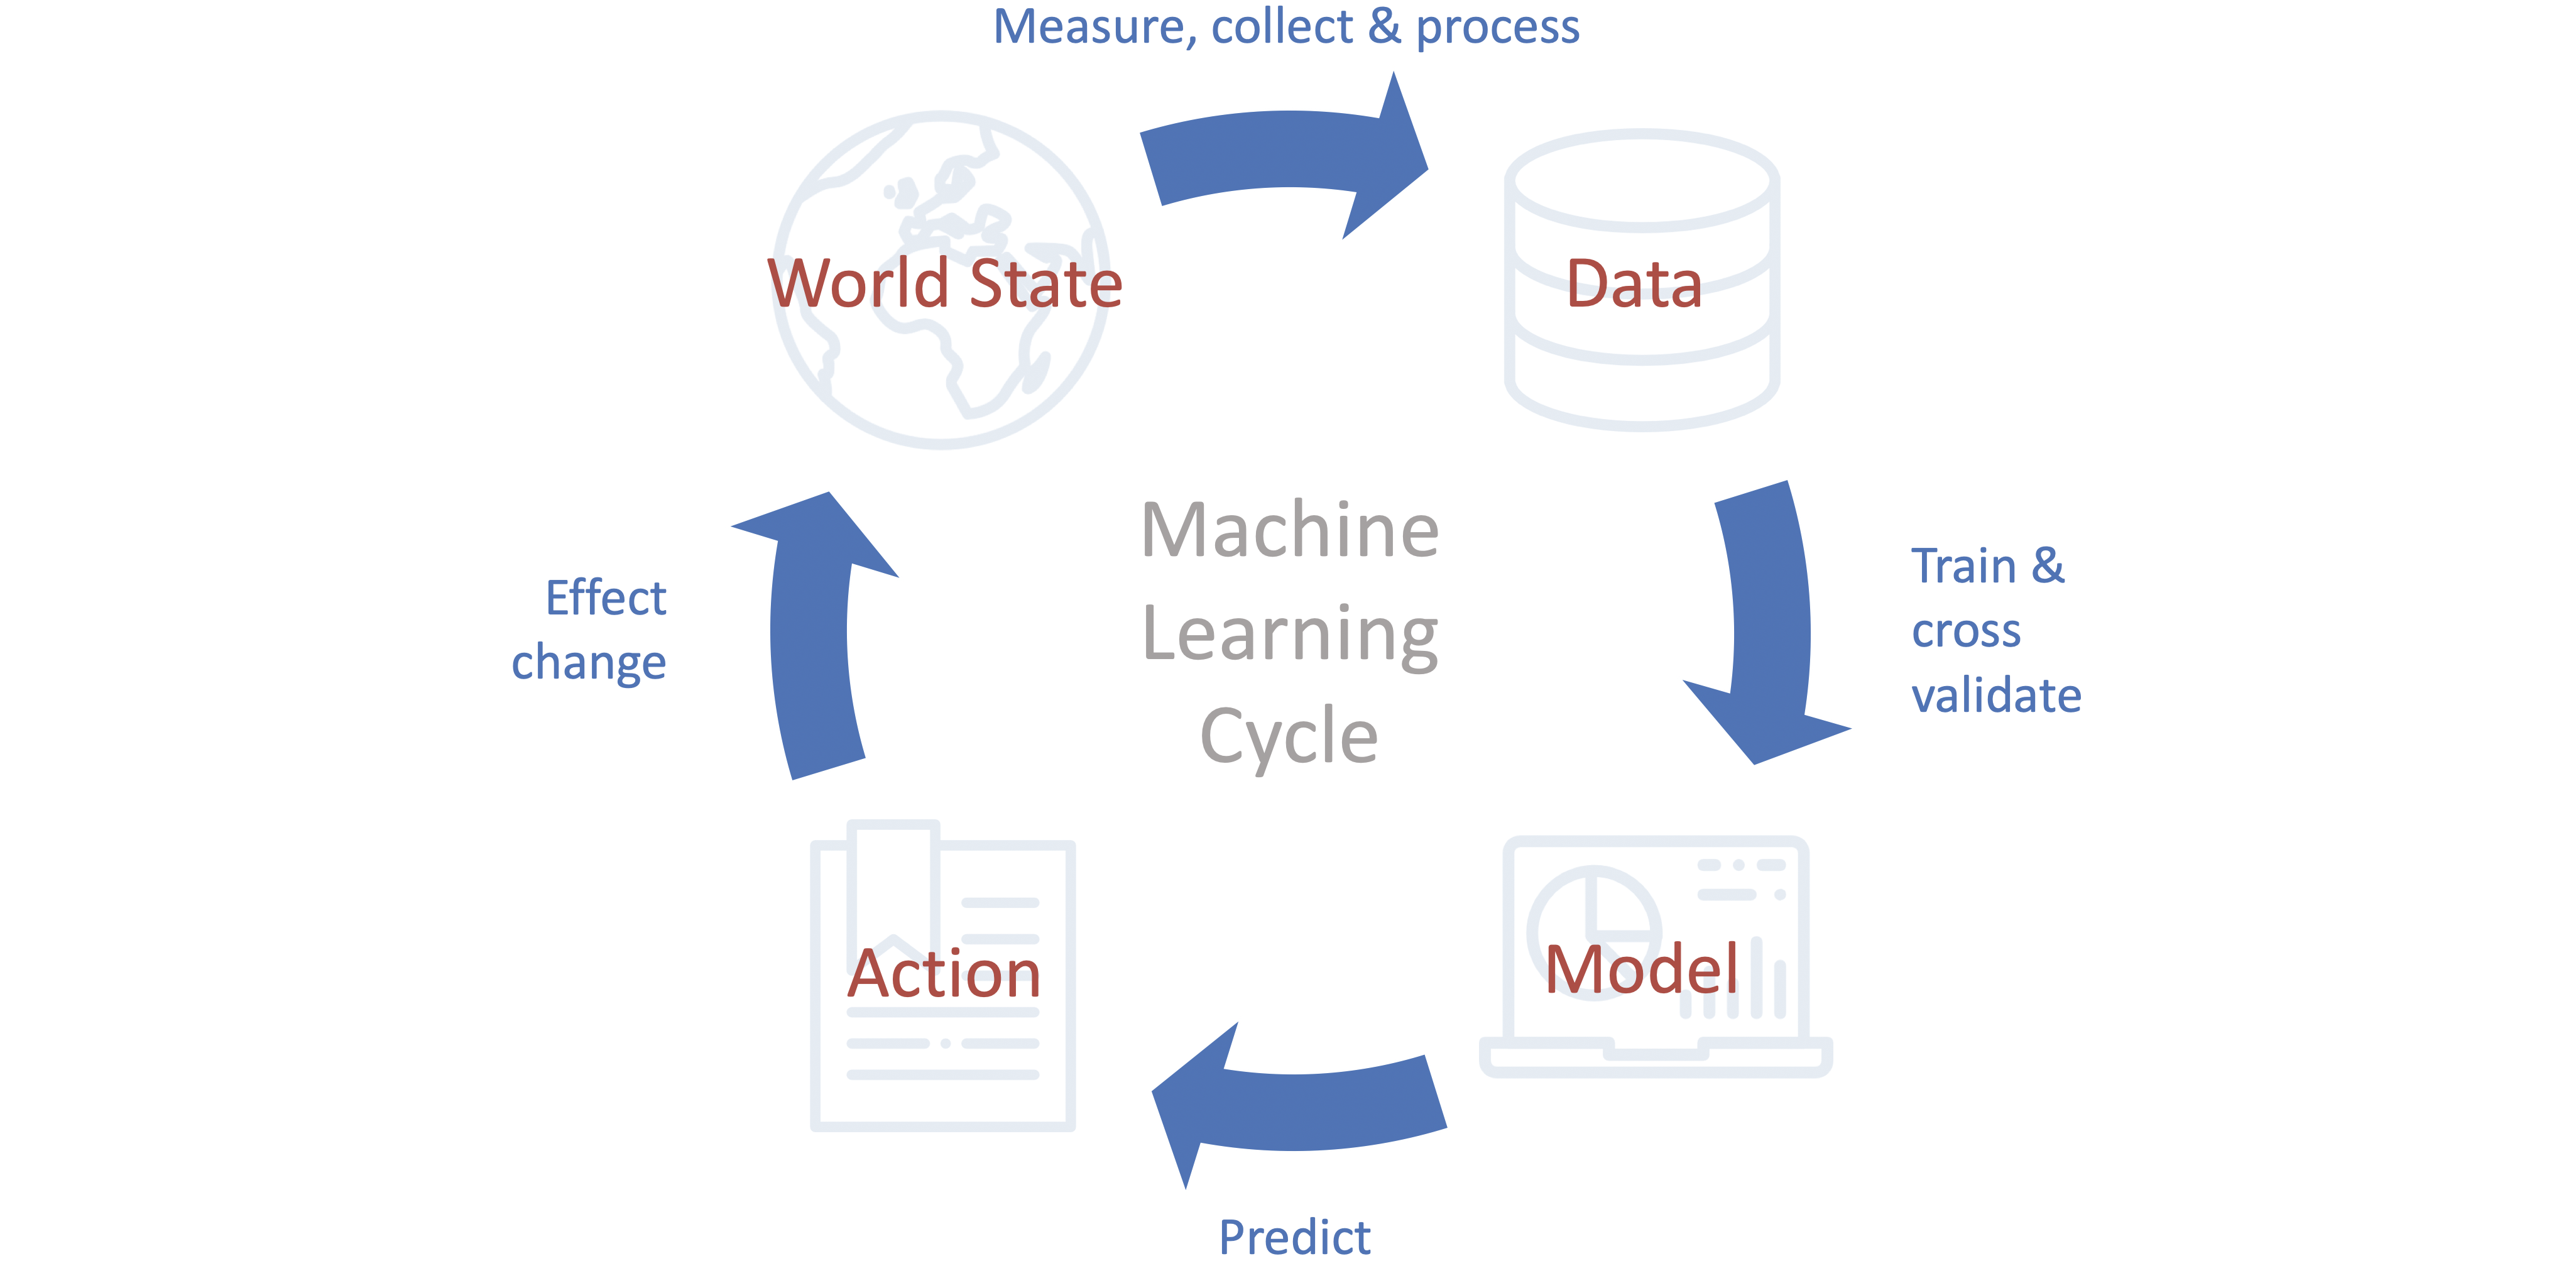 Measure, collect & process
World State
Data
Machine
Learning
Cycle
Train &
cross
validate
Effect
change
Action
Model
Predict